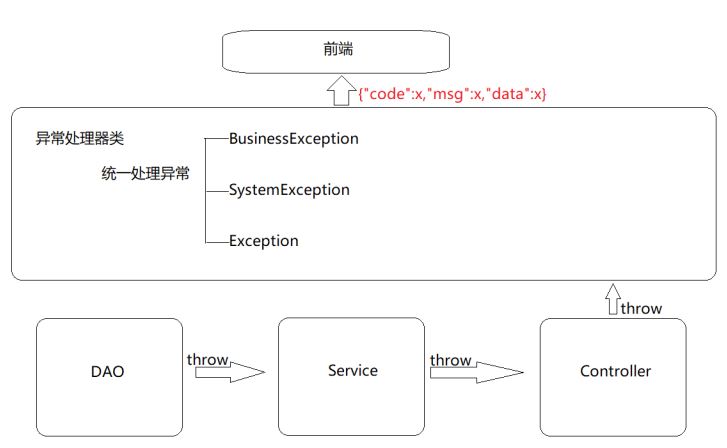 前端
{"code":x,"msg":x,"data":x}
异常处理器类
BusinessException
统一处理异常
SystemException
Exception
throw
DAO
throw
Service
throw
Controller